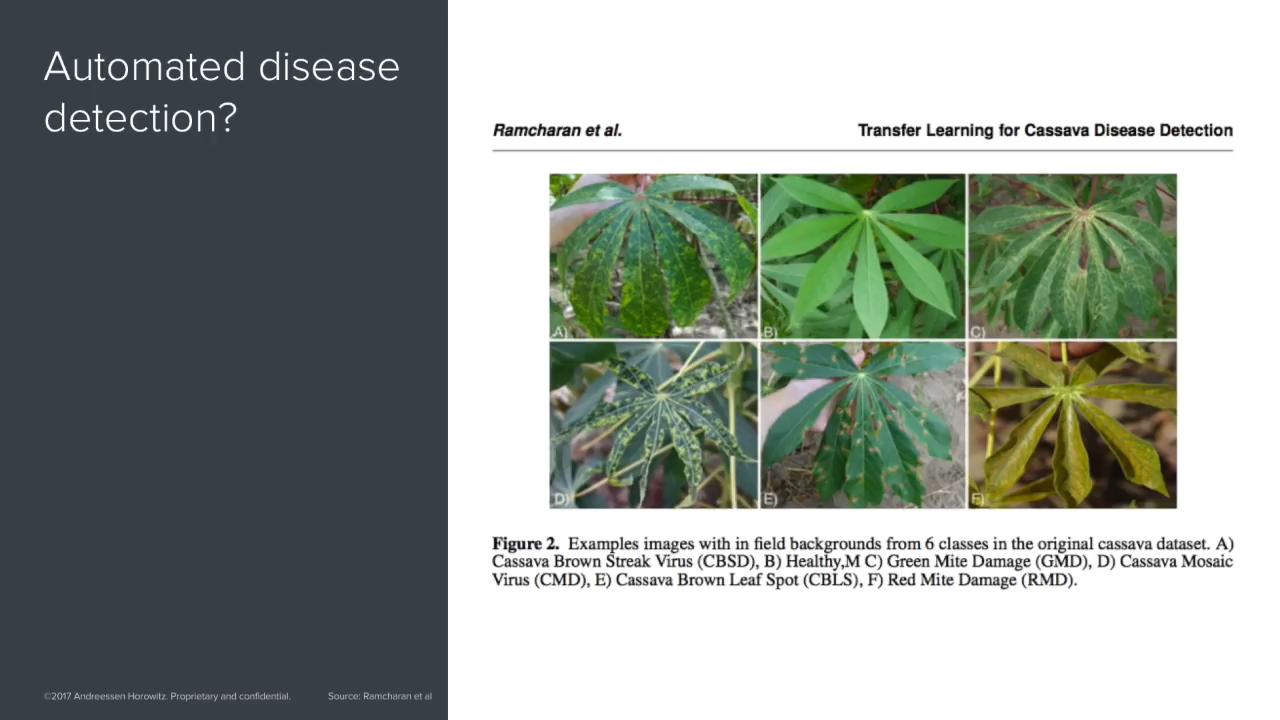 Automated disease
detection?
Ramcharan et al.
Transfer Learning for Cassava Disease Detection
A)
B)
C)
D)
E)
F)
Figure 2. Examples images with in field backgrounds from 6 classes in the original cassava dataset. A)
Cassava Brown Streak Virus (CBSD), B) Healthy,M C) Green Mite Damage (GMD), D) Cassava Mosaic
Virus (CMD), E) Cassava Brown Leaf Spot (CBLS), F) Red Mite Damage (RMD).
©2017 Andreessen Horowitz. Proprietary and confidential.
Source: Ramcharan et al